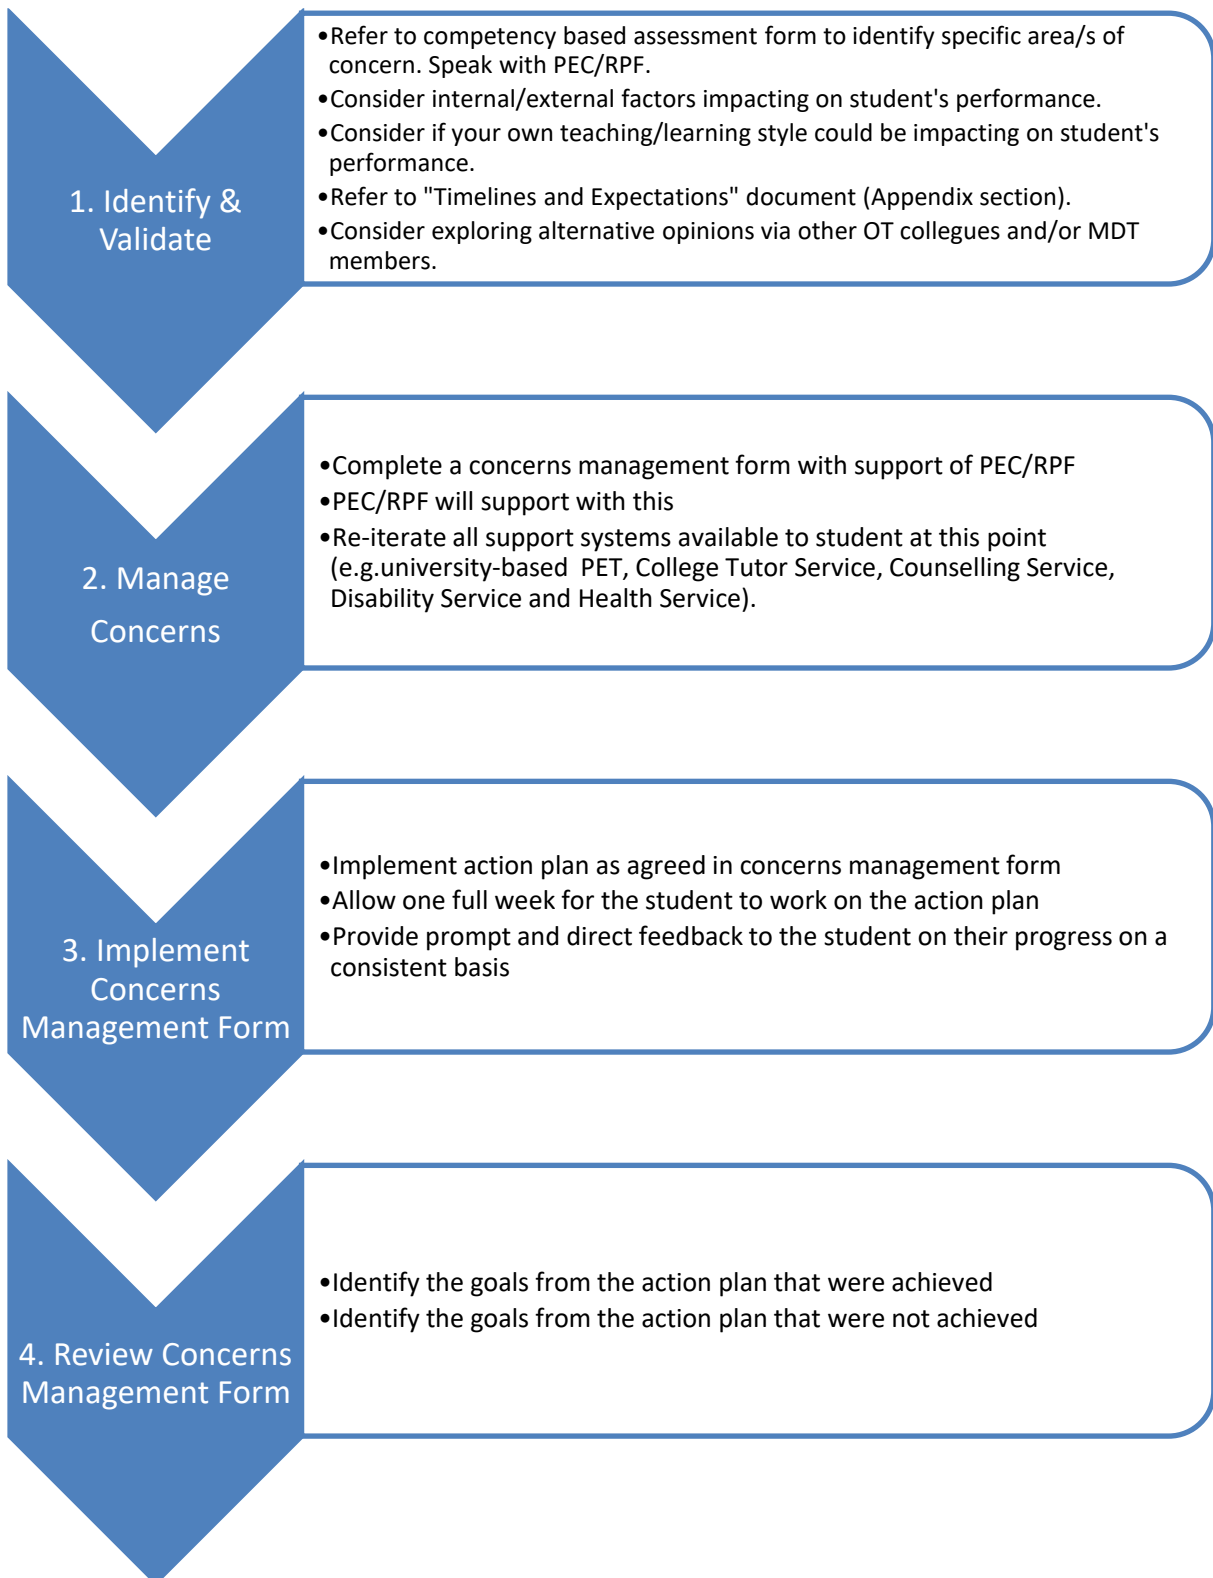 1. Identify &
Validate
•Refer to competency based assessment form to identify specific area/s of
concern. Speak with PEC/RPF.
•Consider internal/external factors impacting on student's performance.
•Consider if your own teaching/learning style could be impacting on student's
performance.
•Refer to "Timelines and Expectations" document (Appendix section).
•Consider exploring alternative opinions via other OT collegues and/or MDT
members.
2. Manage
Concerns
•Complete a concerns management form with support of PEC/RPF
•PEC/RPF will support with this
•Re-iterate all support systems available to student at this point
(e.g.university-based  PET, College Tutor Service, Counselling Service,
Disability Service and Health Service).
3. Implement
Concerns
Management Form
•Implement action plan as agreed in concerns management form
•Allow one full week for the student to work on the action plan
•Provide prompt and direct feedback to the student on their progress on a
consistent basis
4. Review Concerns
Management Form
•Identify the goals from the action plan that were achieved
•Identify the goals from the action plan that were not achieved